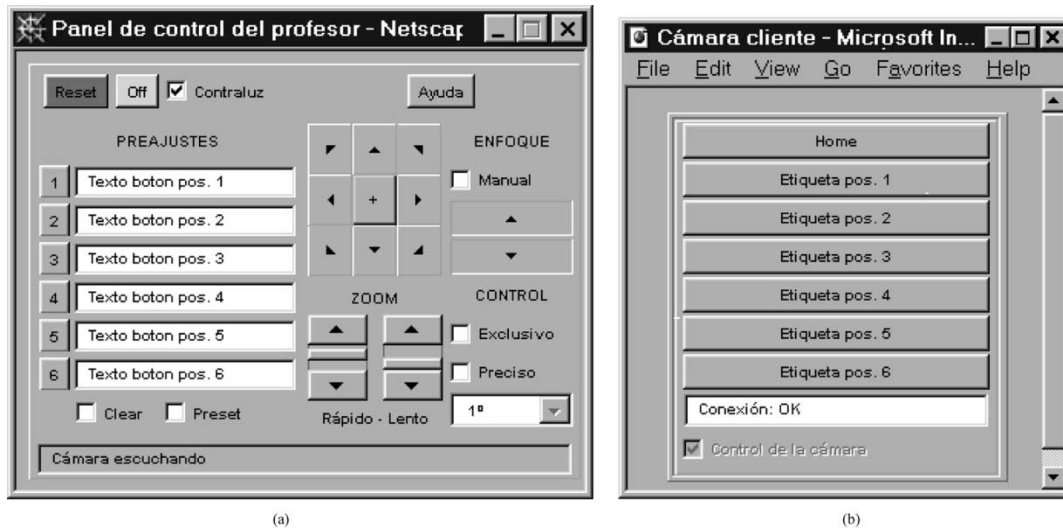 Panel de control del profesor - Netscap
Reset Off Contraluz Ayuda
PREAJUSTES
1 Texto boton pos. 1
2 Texto boton pos. 2
3 Texto boton pos. 3
4 Texto boton pos. 4
5 Texto boton pos. 5
6 Texto boton pos. 6
Clear Preset
+
ZOOM
Rápido - Lento
ENFOQUE
Manual
CONTROL
Exclusivo
Preciso
1º
Cámara escuchando
(a)
Cámara cliente - Microsoft In...
File Edit View Go Favorites Help
Home
Etiqueta pos. 1
Etiqueta pos. 2
Etiqueta pos. 3
Etiqueta pos. 4
Etiqueta pos. 5
Etiqueta pos. 6
Conexión: OK
Control de la cámara
(b)